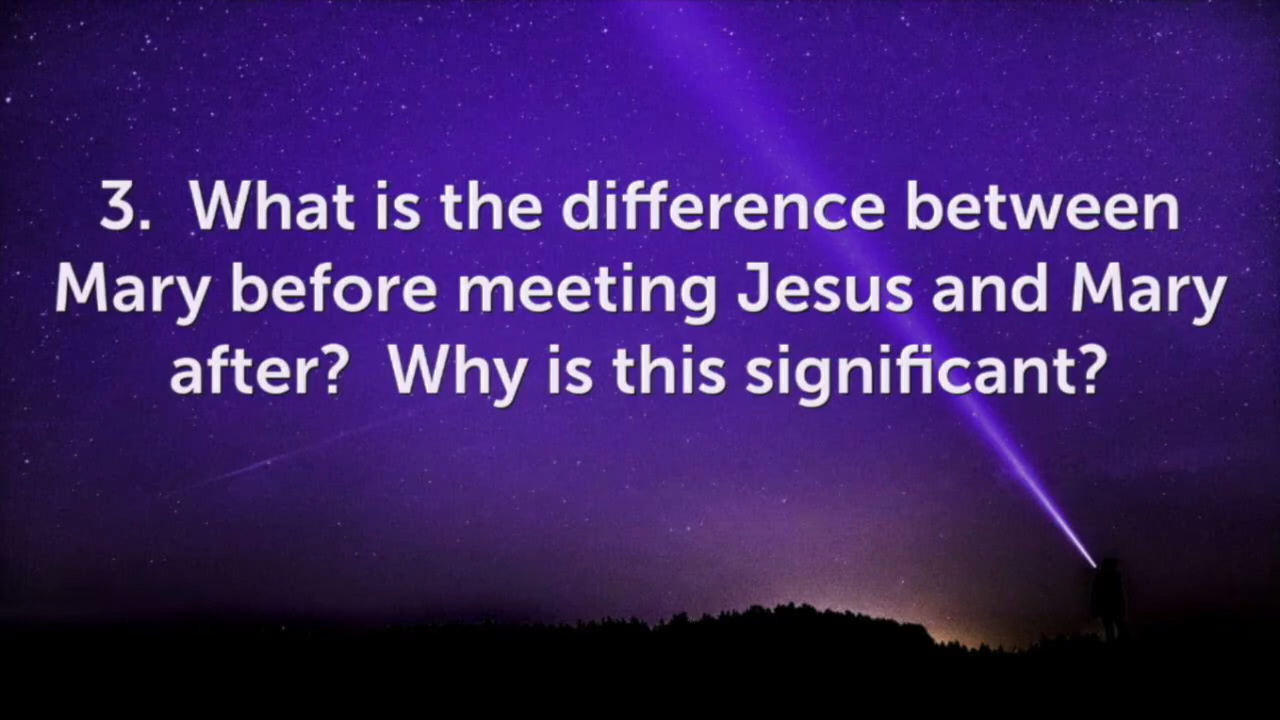 3.  What is the difference between
Mary before meeting Jesus and Mary
after?  Why is this significant?